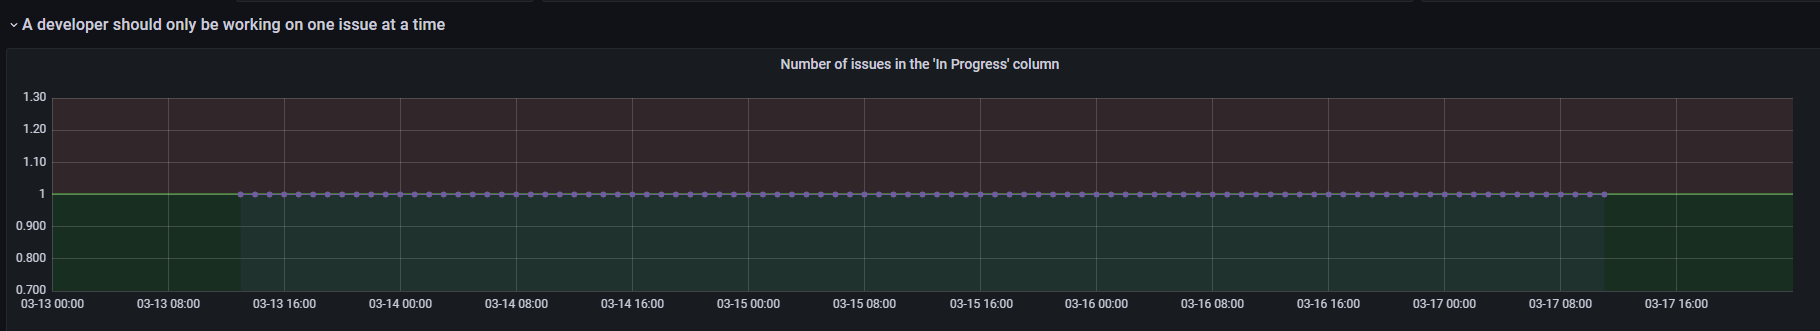 A developer should only be working on one issue at a time
Number of issues in the 'In Progress' column
1.30
1.20
1.10
1
0.900
0.800
0.700
03-13 00:00 03-13 08:00 03-13 16:00 03-14 00:00 03-14 08:00 03-14 16:00 03-15 00:00 03-15 08:00 03-15 16:00 03-16 00:00 03-16 08:00 03-16 16:00 03-17 00:00 03-17 08:00 03-17 16:00